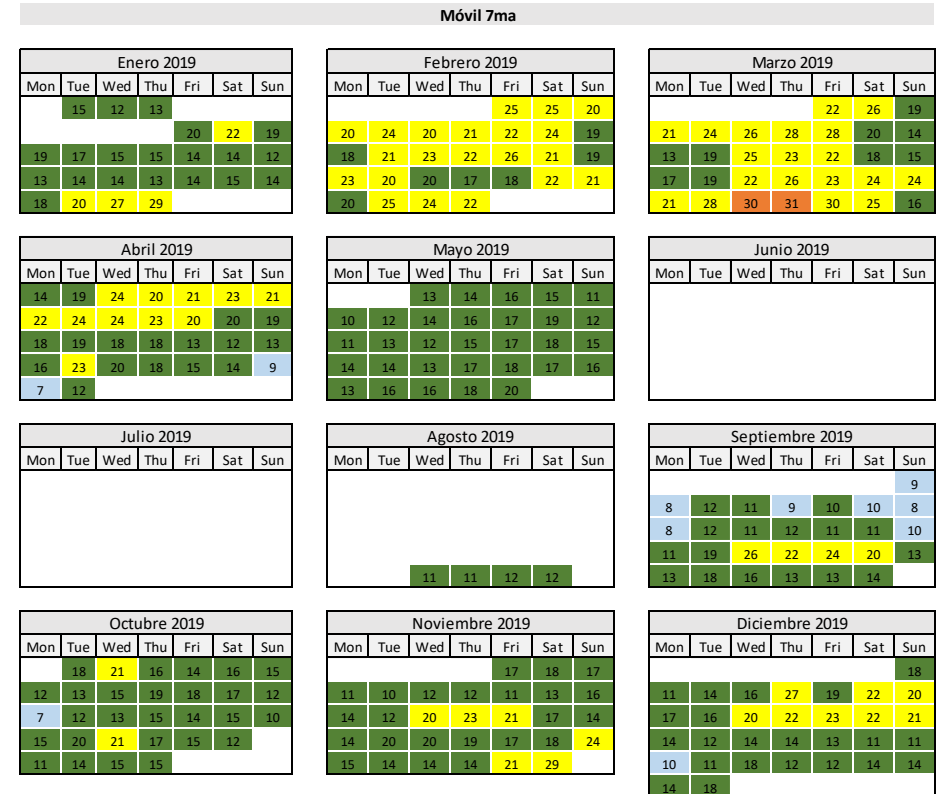 Móvil 7ma
Enero 2019
Mon Tue Wed Thu Fri Sat Sun
15 12 13
20 22 19
19 17 15 15 14 14 12
13 14 14 13 14 15 14
18 20 27 29
Febrero 2019
Mon Tue Wed Thu Fri Sat Sun
25 25 20
20 24 20 21 22 24 19
18 21 23 22 26 21 19
23 20 20 17 18 22 21
20 25 24 22
Marzo 2019
Mon Tue Wed Thu Fri Sat Sun
22 26 19
21 24 26 28 28 20 14
13 19 25 23 22 18 15
17 19 22 26 23 24 24
21 28 30 31 30 25 16
Abril 2019
Mon Tue Wed Thu Fri Sat Sun
14 19 24 20 21 23 21
22 24 24 23 20 20 19
18 19 18 18 13 12 13
16 23 20 18 15 14 9
7 12
Mayo 2019
Mon Tue Wed Thu Fri Sat Sun
13 14 16 15 11
10 12 14 16 17 19 12
11 13 12 15 17 18 15
14 14 13 17 18 17 16
13 16 16 18 20
Junio 2019
Mon Tue Wed Thu Fri Sat Sun
Julio 2019
Mon Tue Wed Thu Fri Sat Sun
Agosto 2019
Mon Tue Wed Thu Fri Sat Sun
11 11 12 12
Septiembre 2019
Mon Tue Wed Thu Fri Sat Sun
9
8 12 11 9 10 10 8
8 12 11 12 11 11 10
11 19 26 22 24 20 13
13 18 16 13 13 14
Octubre 2019
Mon Tue Wed Thu Fri Sat Sun
18 21 16 14 16 15
12 13 15 19 18 17 12
7 12 13 15 14 15 10
15 20 21 17 15 12
11 14 15 15
Noviembre 2019
Mon Tue Wed Thu Fri Sat Sun
17 18 17
11 10 12 12 11 13 16
14 12 20 23 21 17 14
14 20 20 19 17 18 24
15 14 14 14 21 29
Diciembre 2019
Mon Tue Wed Thu Fri Sat Sun
18
11 14 16 27 19 22 20
17 16 20 22 23 22 21
14 12 14 14 13 11 11
10 11 18 12 12 14 14
14 18